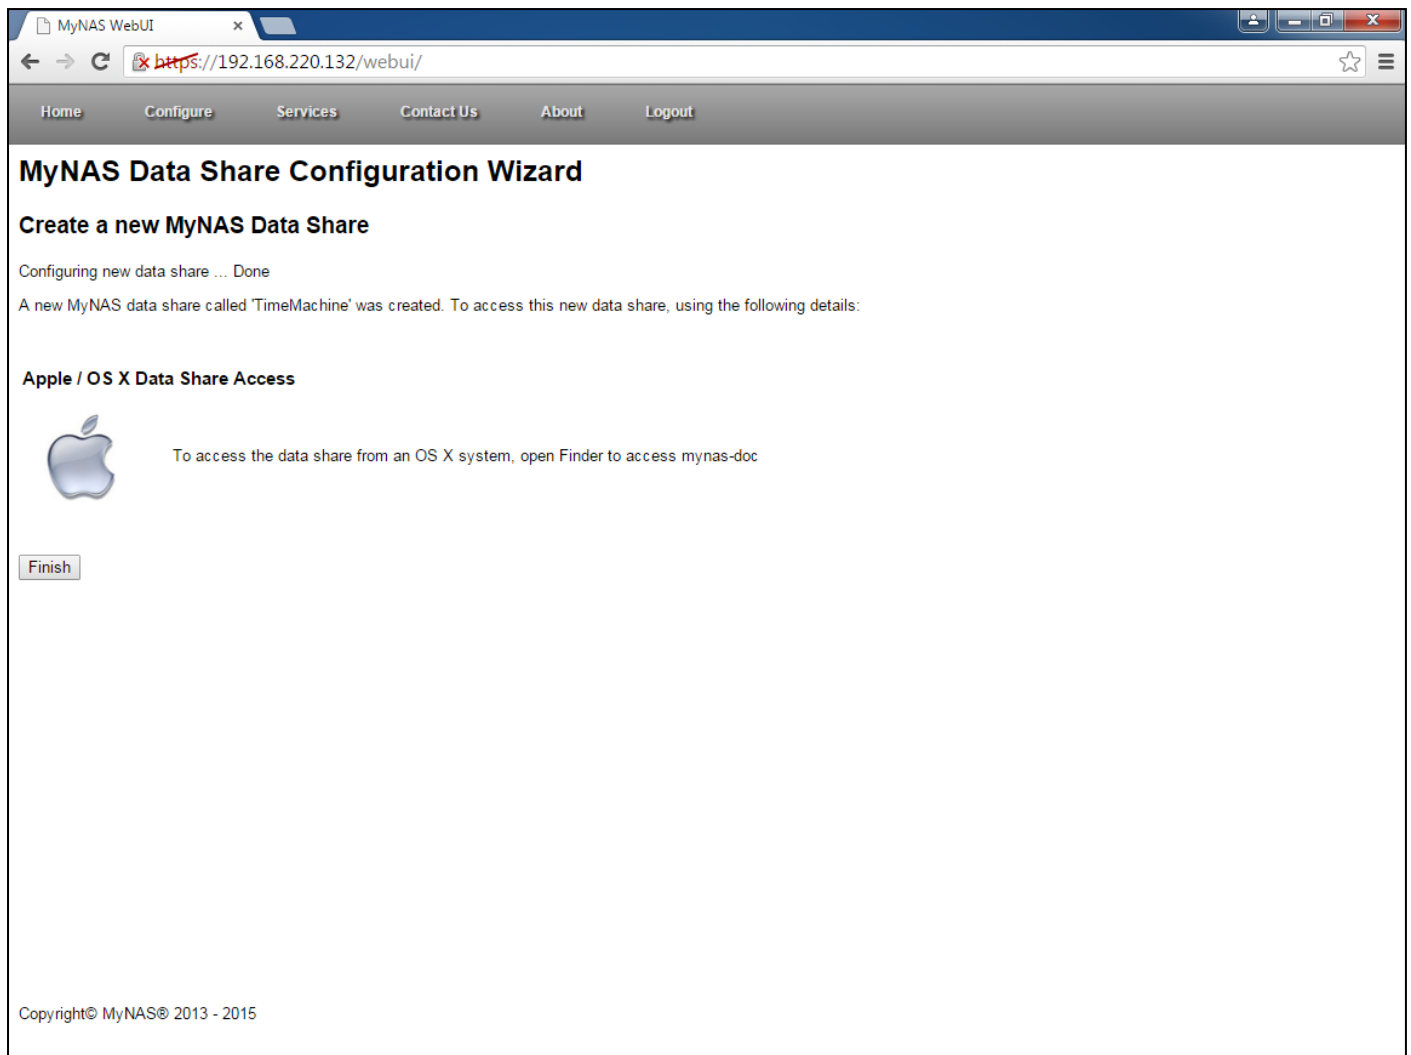 MyNAS WebUI
https://192.168.220.132/webui/
Home Configure Services Contact Us About Logout
MyNAS Data Share Configuration Wizard
Create a new MyNAS Data Share
Configuring new data share ... Done
A new MyNAS data share called 'TimeMachine' was created. To access this new data share, using the following details:
Apple / OS X Data Share Access
To access the data share from an OS X system, open Finder to access mynas-doc
Finish
Copyright© MyNAS® 2013 - 2015